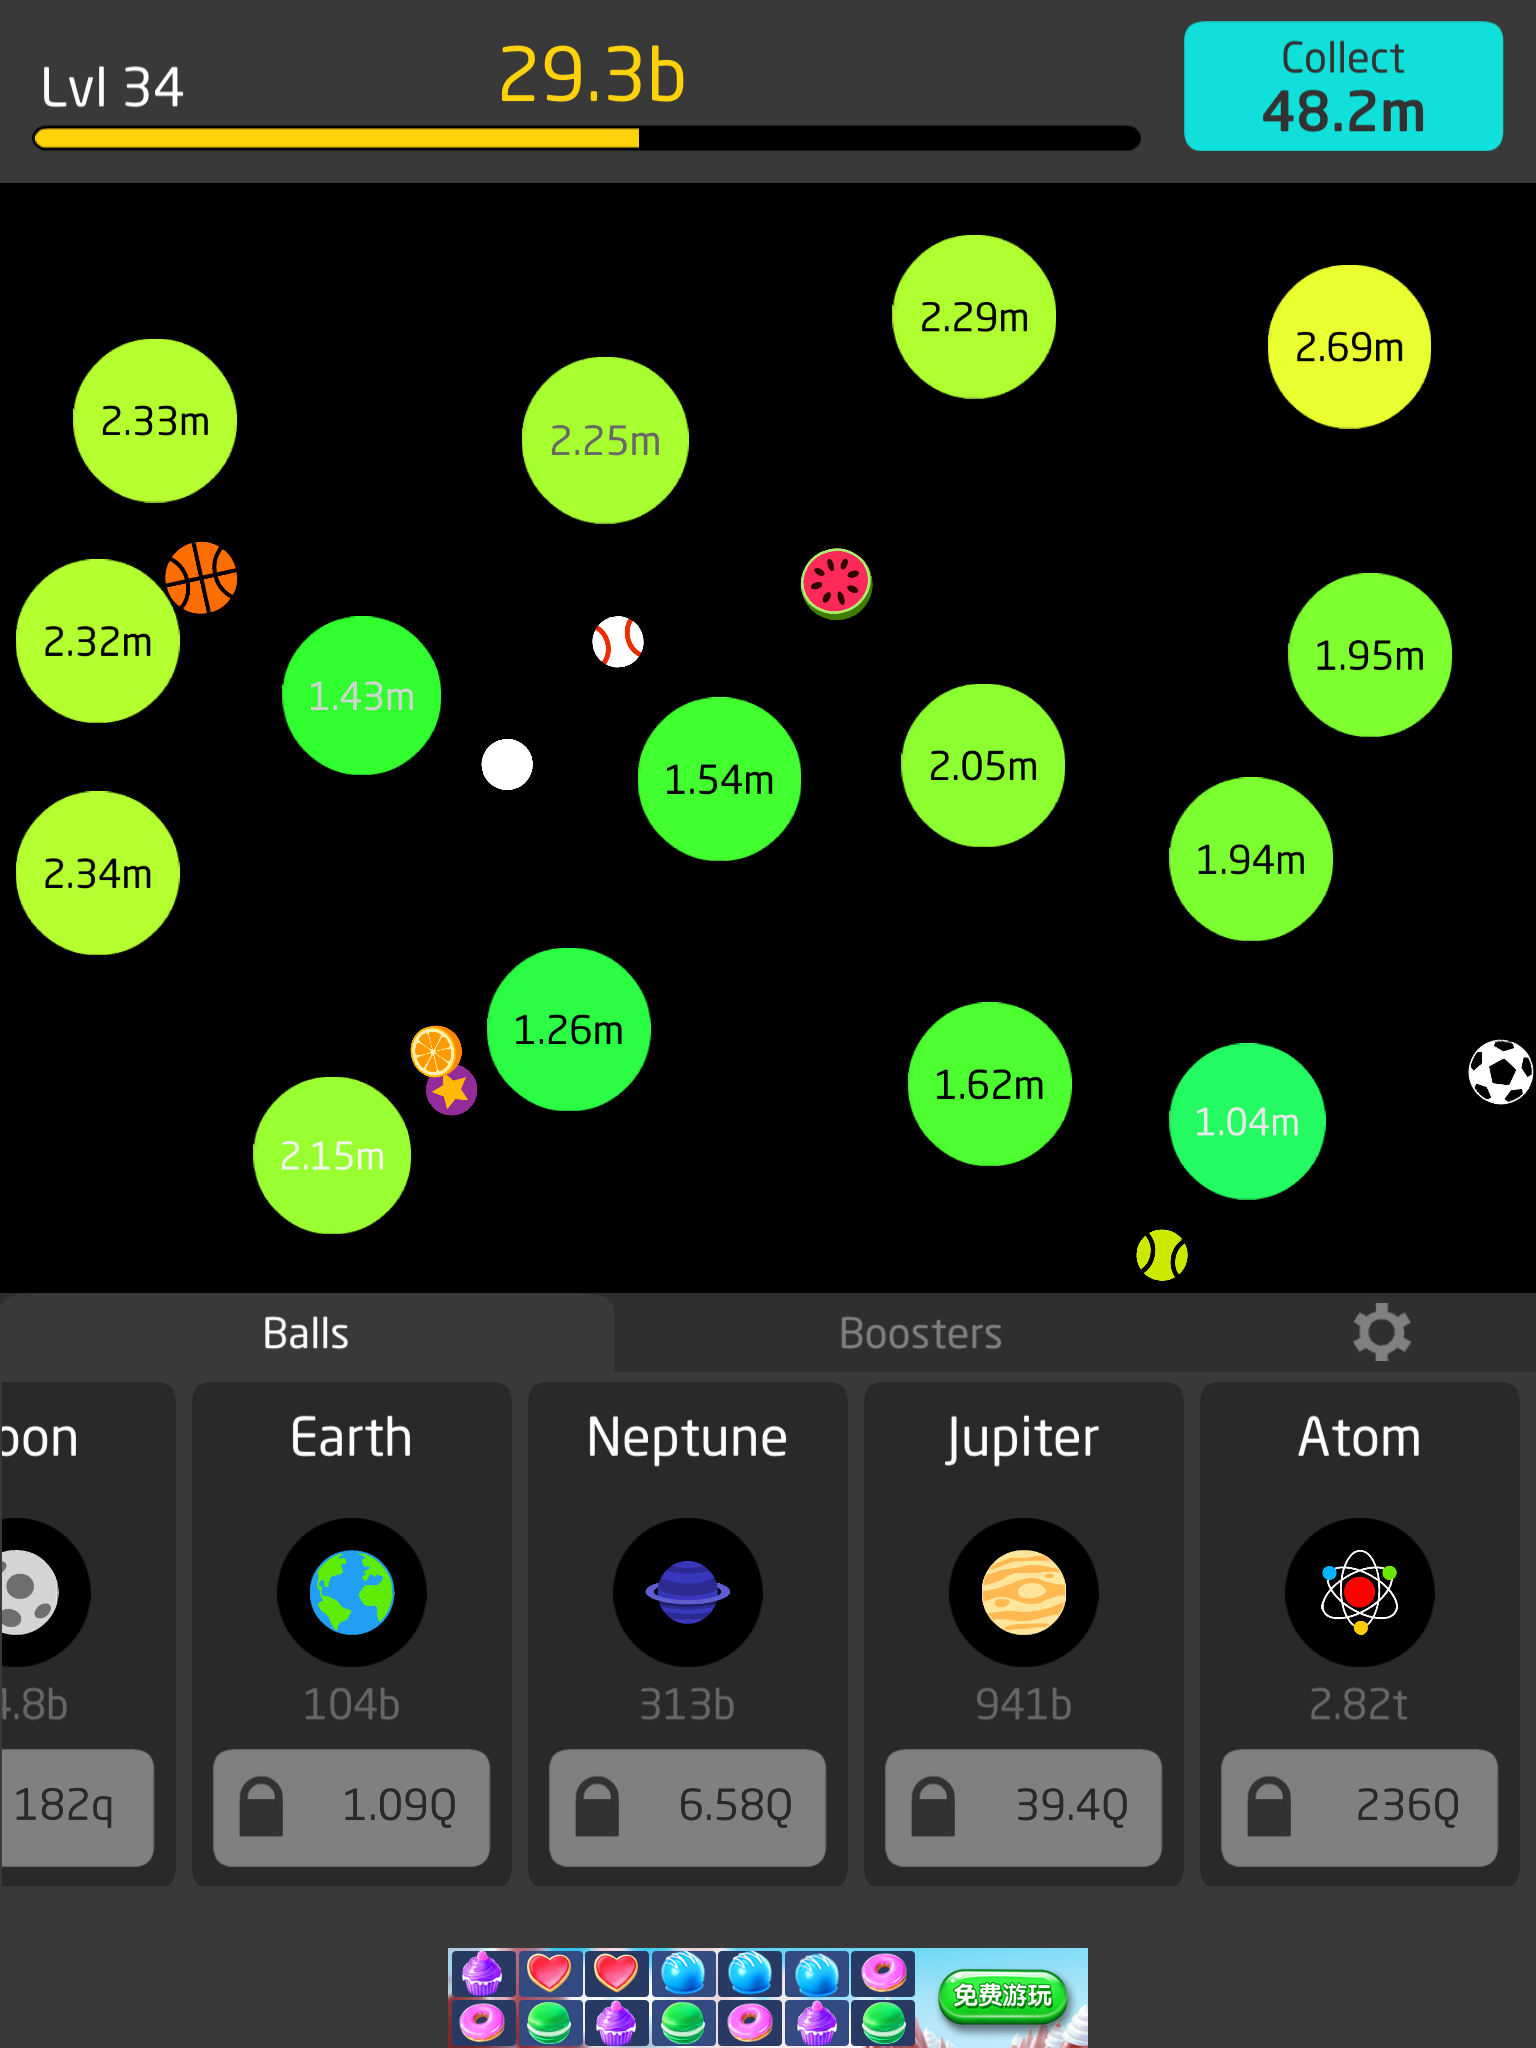 Lvl 34
29.3b
Collect
48.2m
2.29m
2.69m
2.33m
2.25m
2.32m
1.43m
1.95m
1.54m
2.05m
1.94m
2.34m
1.26m
1.62m
1.04m
2.15m
Balls
Boosters
Earth
Neptune
Jupiter
Atom
104b
313b
941b
2.82t
182q
1.09Q
6.58Q
39.4Q
236Q
免费游玩